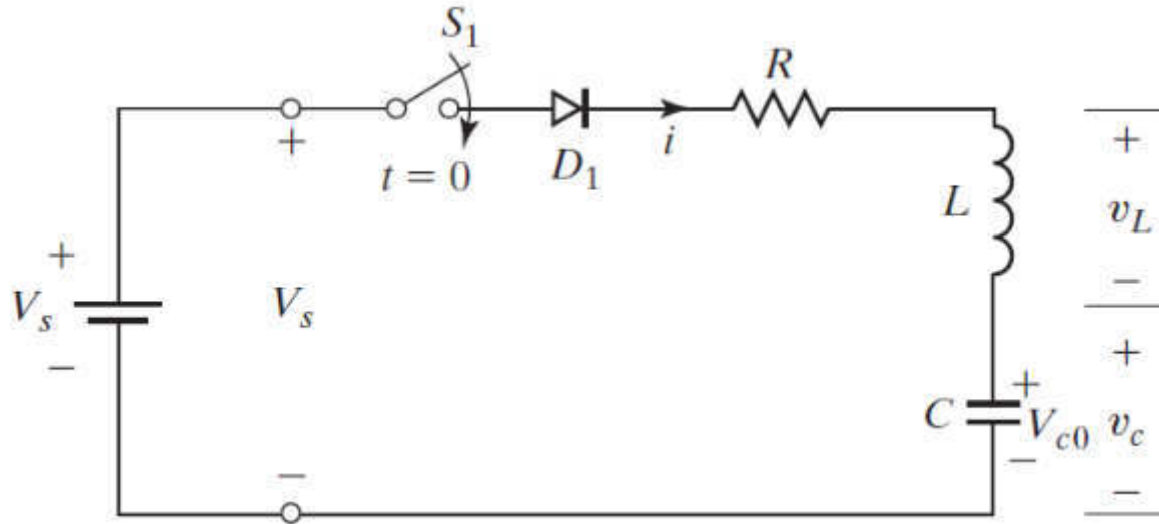 S1
R
+
i
+
t = 0
D1
L
vL
+
−
Vs
Vs
+
−
+
C
Vc0
vc
−
−
−